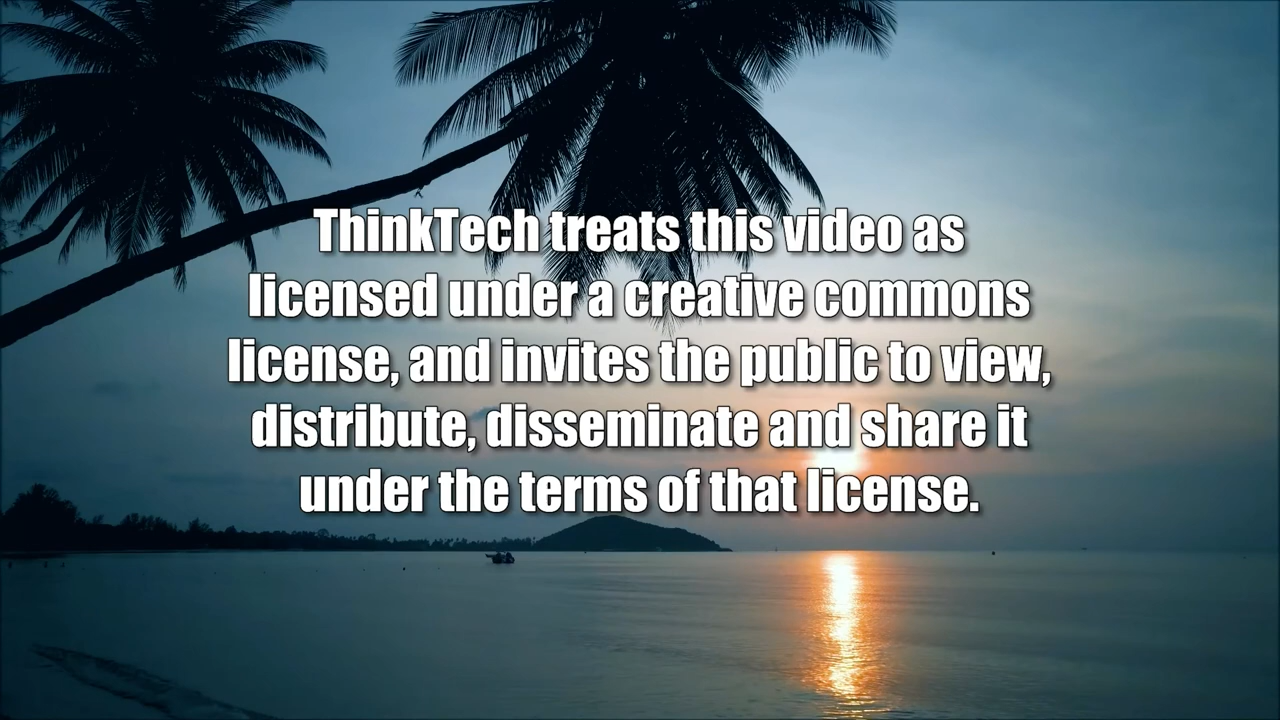 ThinkTech treats this video as
licensed under a creative commons
license, and invites the public to view,
distribute, disseminate and share it
under the terms of that license.